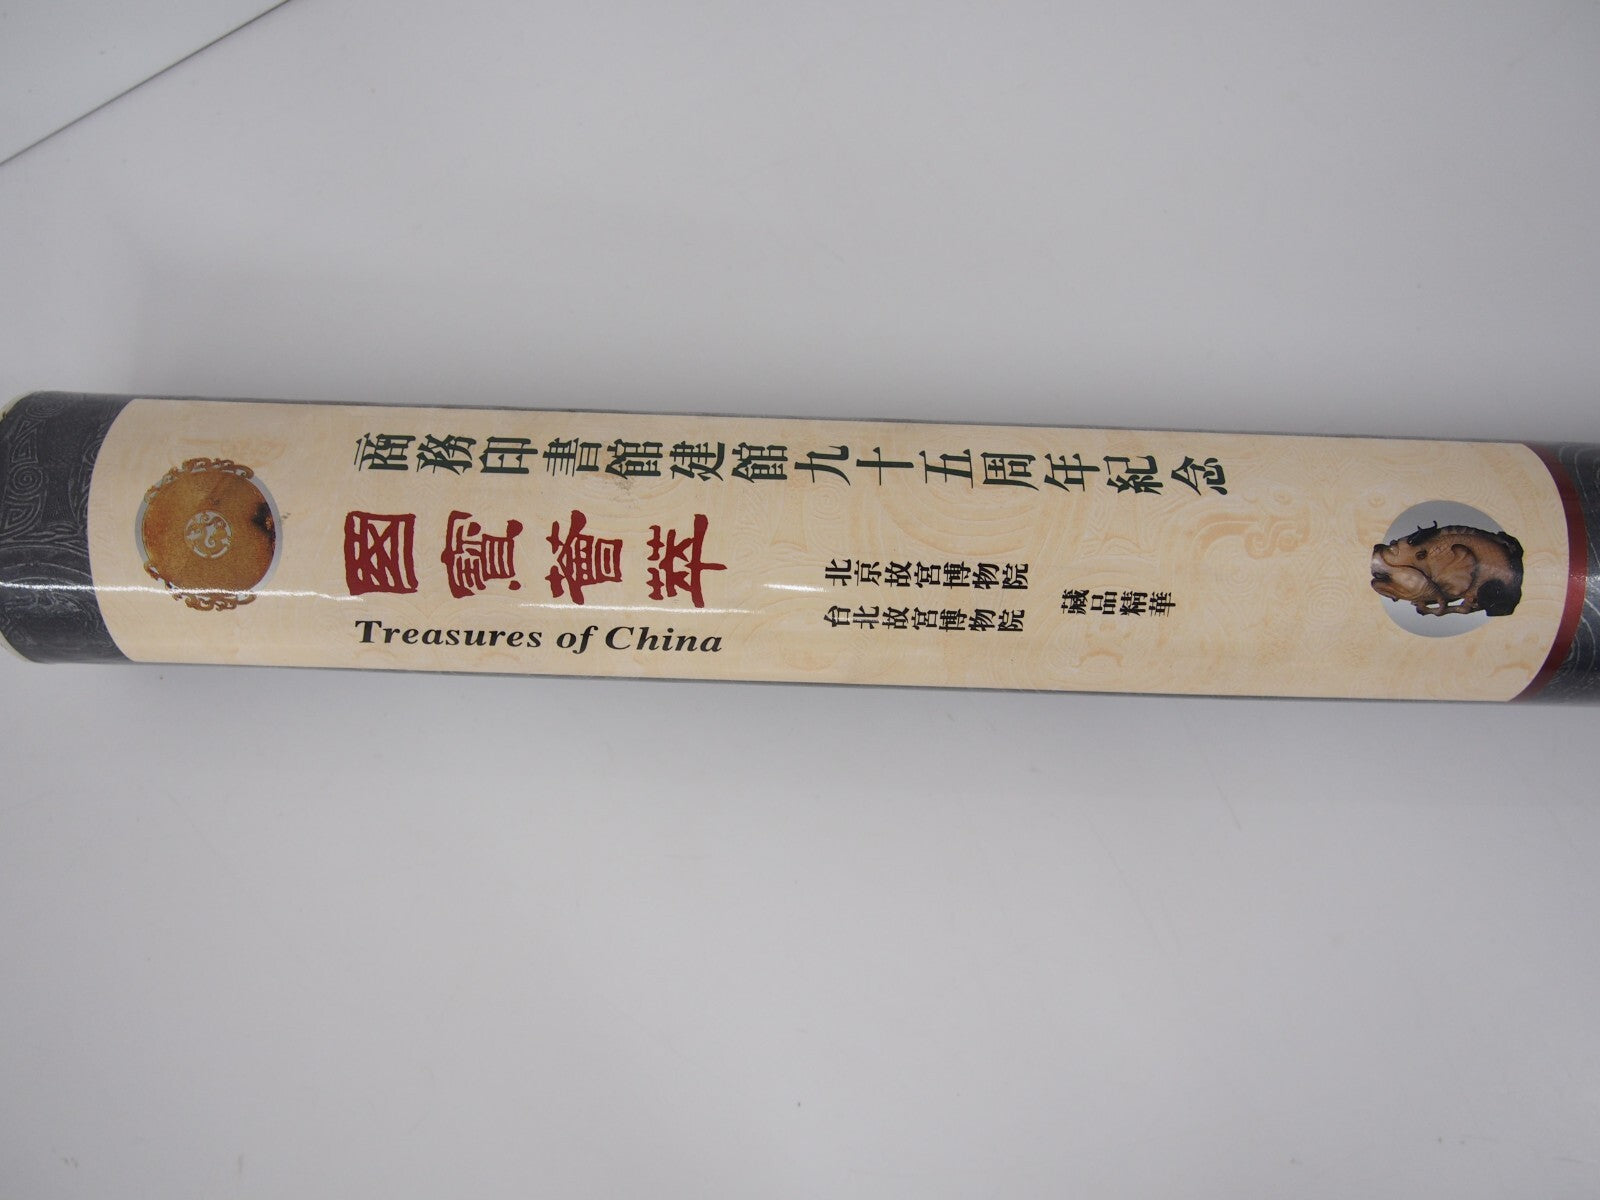 商務印書館建館九十五周年紀念
國寶薈萃
Treasures of China
北京故宮博物院
台北故宮博物院
藏品精華